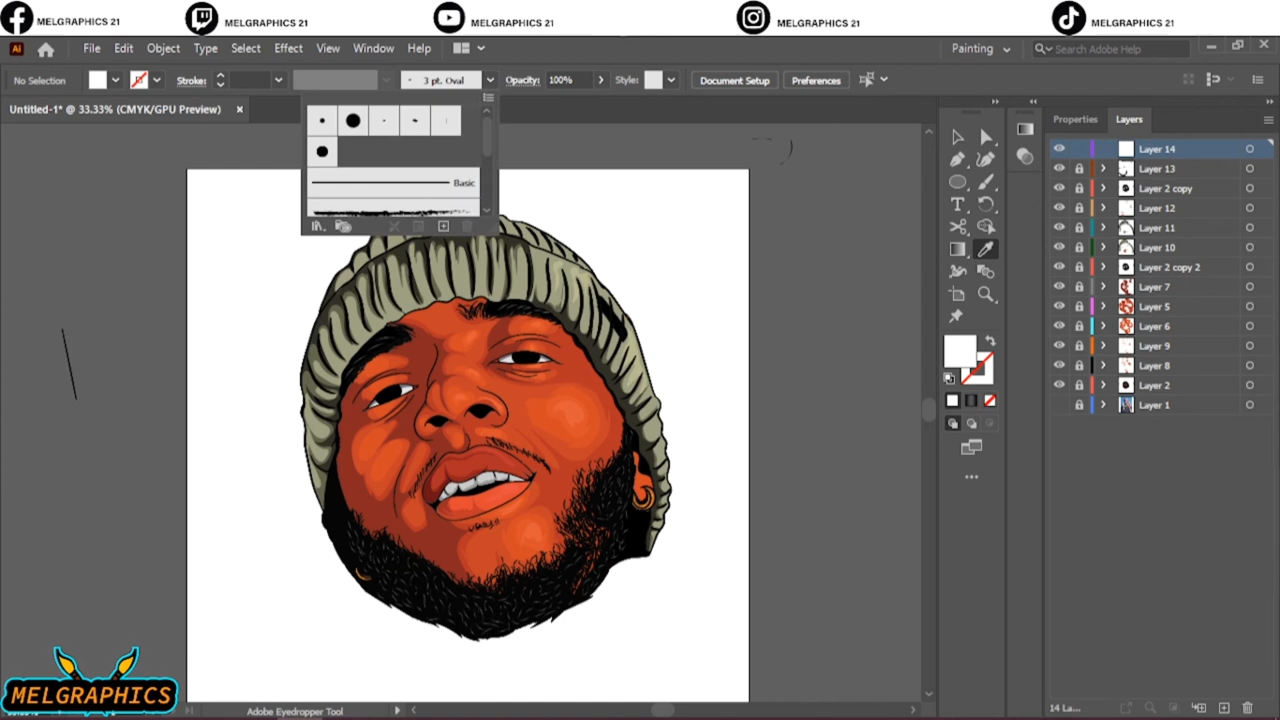 MELGRAPHICS 21
MELGRAPHICS 21
MELGRAPHICS 21
MELGRAPHICS 21
MELGRAPHICS 21
Ai
File Edit Object Type Select Effect View Window Help
Painting
Search Adobe Help
No Selection
Stroke:
3 pt. Oval
Opacity: 100%
Style:
Document Setup
Preferences
Untitled-1* @ 33.33% (CMYK/GPU Preview)
Basic
Properties
Layers
Layer 14
Layer 13
Layer 2 copy
Layer 12
Layer 11
Layer 10
Layer 2 copy 2
Layer 7
Layer 5
Layer 6
Layer 9
Layer 8
Layer 2
Layer 1
MELGRAPHICS
Adobe Eyedropper Tool
14 La...